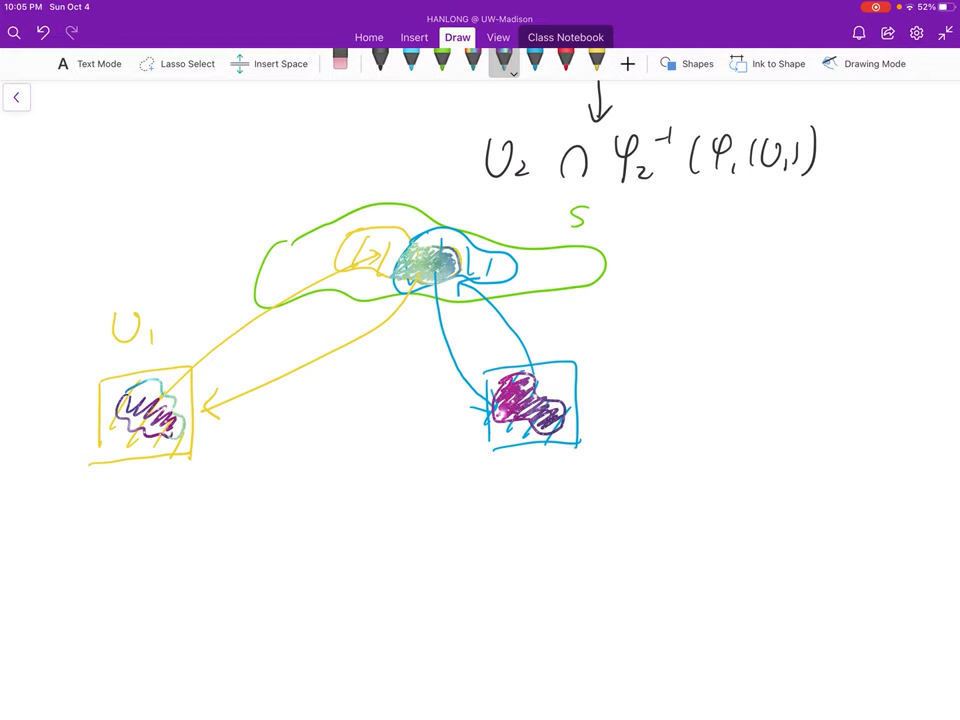 10:05 PM Sun Oct 4 52%
HANLONG @ UW-Madison
Home Insert Draw View Class Notebook
Text Mode Lasso Select Insert Space Shapes Ink to Shape Drawing Mode
U₂ ∩ φ₂⁻¹ (φ₁(U₁))
S
U₁